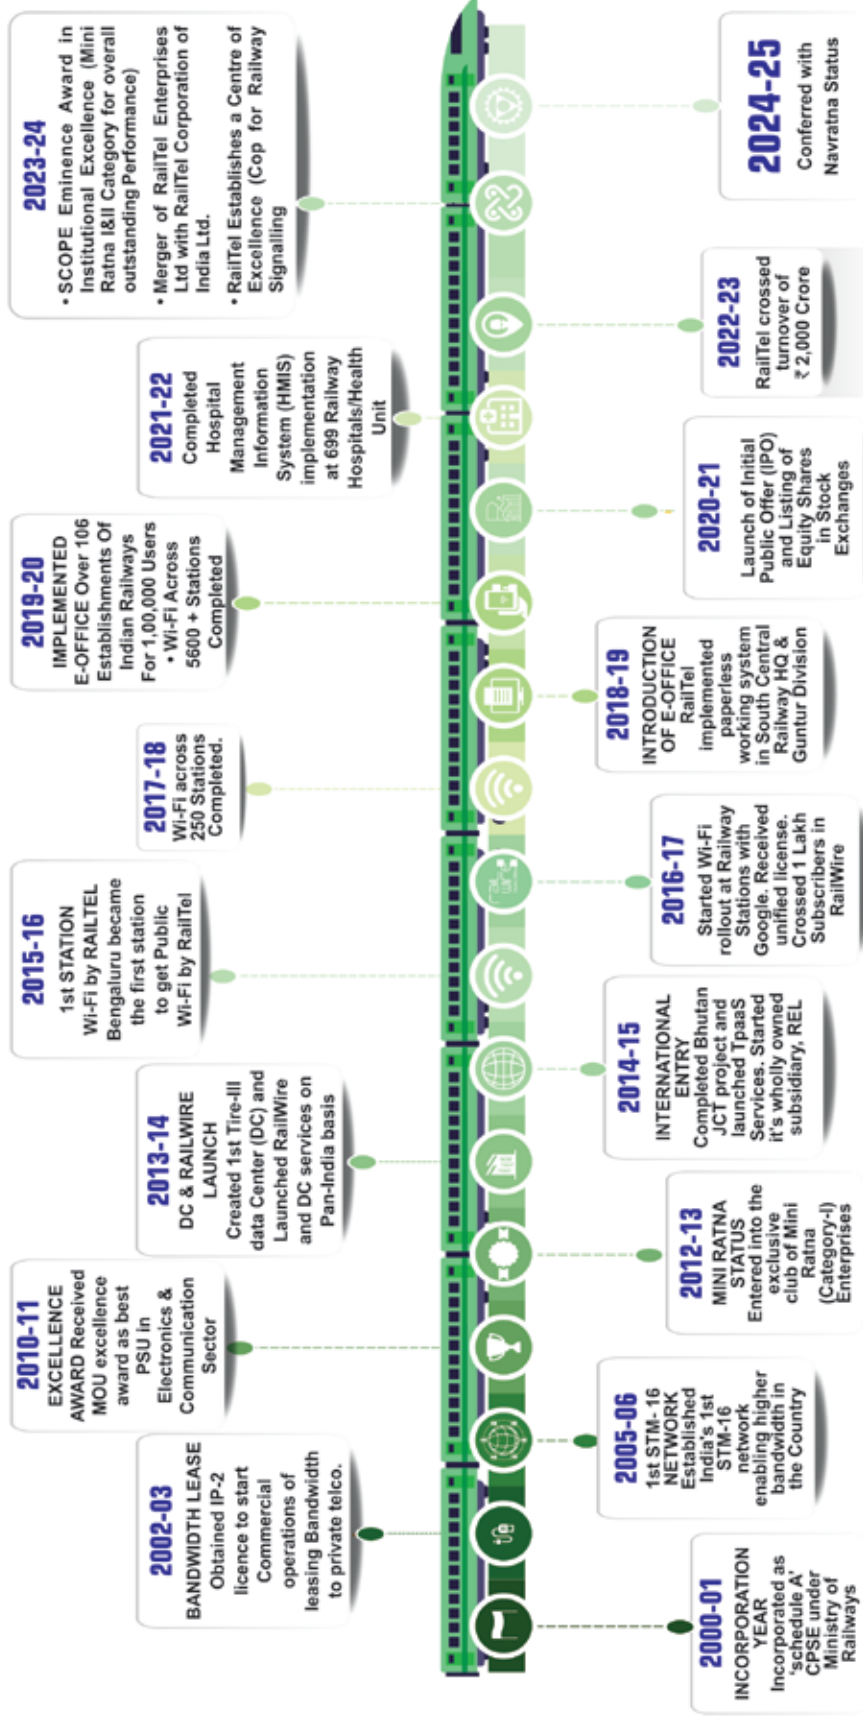 2000-01
INCORPORATION
YEAR
Incorporated as
‘schedule A’
CPSE under
Ministry of
Railways
2002-03
BANDWIDTH LEASE
Obtained IP-2
licence to start
Commercial
operations of
leasing Bandwidth
to private telco.
2005-06
1st STM- 16
NETWORK
Established
India's 1st
STM-16
network
enabling higher
bandwidth in
the Country
2010-11
EXCELLENCE
AWARD Received
MOU excellence
award as best
PSU in
Electronics &
Communication
Sector
2012-13
MINI RATNA
STATUS
Entered into the
exclusive
club of Mini
Ratna
(Category-I)
Enterprises
2013-14
DC & RAILWIRE
LAUNCH
Created 1st Tire-III
data Center (DC) and
Launched RailWire
and DC services on
Pan-India basis
2014-15
INTERNATIONAL
ENTRY
Completed Bhutan
JCT project and
launched TpaaS
Services. Started
it's wholly owned
subsidiary, REL
2015-16
1st STATION
Wi-Fi by RAILTEL
Bengaluru became
the first station
to get Public
Wi-Fi by RailTel
2016-17
Started Wi-Fi
rollout at Railway
Stations with
Google. Received
unified license.
Crossed 1 Lakh
Subscribers in
RailWire
rail
wire
2017-18
Wi-Fi across
250 Stations
Completed.
2018-19
INTRODUCTION
OF E-OFFICE
RailTel
implemented
paperless
working system
in South Central
Railway HQ &
Guntur Division
2019-20
IMPLEMENTED
E-OFFICE Over 106
Establishments Of
Indian Railways
For 1,00,000 Users
• Wi-Fi Across
5600 + Stations
Completed
2020-21
Launch of Initial
Public Offer (IPO)
and Listing of
Equity Shares
in Stock
Exchanges
2021-22
Completed
Hospital
Management
Information
System (HMIS)
implementation
at 699 Railway
Hospitals/Health
Unit
2022-23
RailTel crossed
turnover of
₹ 2,000 Crore
2023-24
• SCOPE Eminence Award in
Institutional Excellence (Mini
Ratna I&II Category for overall
outstanding Performance)
• Merger of RailTel Enterprises
Ltd with RailTel Corporation of
India Ltd.
• RailTel Establishes a Centre of
Excellence (Cop for Railway
Signalling
2024-25
Conferred with
Navratna Status